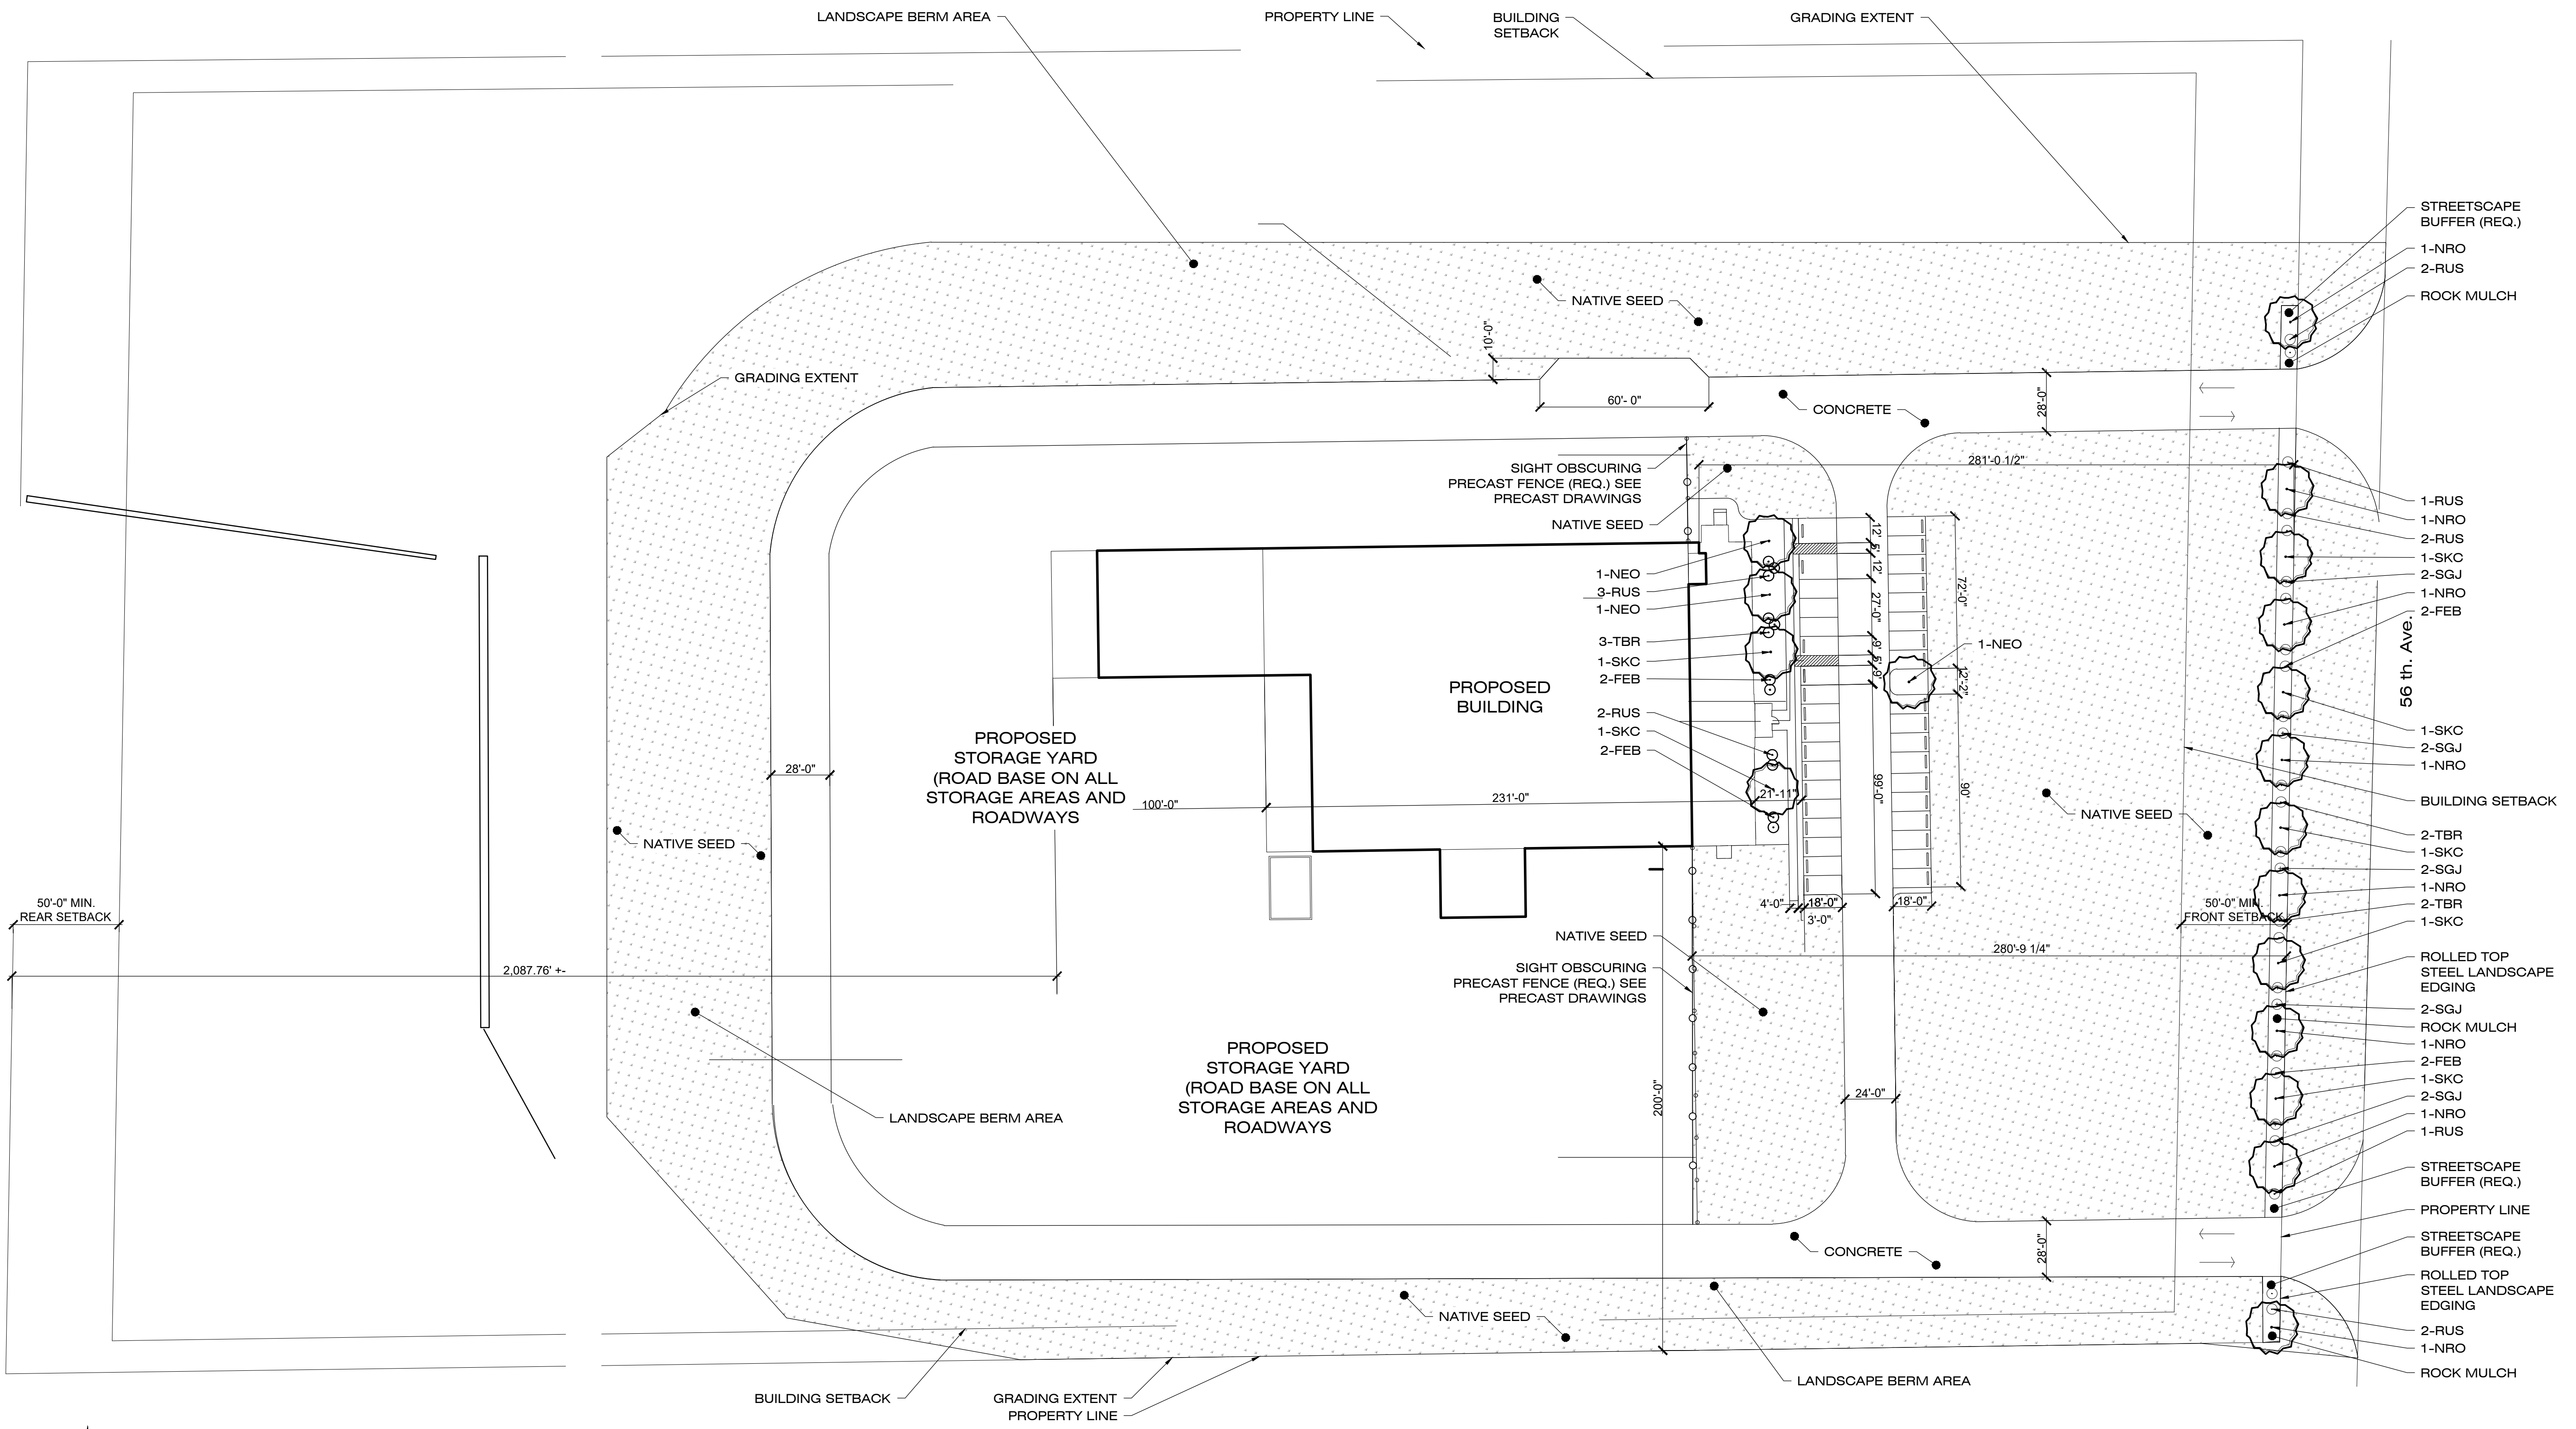 LANDSCAPE BERM AREA
PROPERTY LINE
BUILDING
SETBACK
GRADING EXTENT
STREETSCAPE
BUFFER (REQ.)
1-NRO
2-RUS
ROCK MULCH
NATIVE SEED
10'-0"
GRADING EXTENT
60'- 0"
CONCRETE
28'-0"
SIGHT OBSCURING
PRECAST FENCE (REQ.) SEE
PRECAST DRAWINGS
281'-0 1/2"
NATIVE SEED
1-RUS
1-NRO
2-RUS
1-SKC
2-SGJ
1-NRO
2-FEB
56 th. Ave.
12'
5'
12'
27'-0"
9'
5'
9'
99'-0"
72'-0"
12'-2"
90'
1-NEO
3-RUS
1-NEO
3-TBR
1-SKC
2-FEB
2-RUS
1-SKC
2-FEB
1-NEO
PROPOSED
BUILDING
PROPOSED
STORAGE YARD
(ROAD BASE ON ALL
STORAGE AREAS AND
ROADWAYS
28'-0"
100'-0"
231'-0"
21'-11"
NATIVE SEED
NATIVE SEED
1-SKC
2-SGJ
1-NRO
BUILDING SETBACK
2-TBR
1-SKC
2-SGJ
1-NRO
2-TBR
1-SKC
50'-0" MIN.
REAR SETBACK
4'-0"
18'-0"
3'-0"
18'-0"
50'-0" MIN.
FRONT SETBACK
NATIVE SEED
280'-9 1/4"
SIGHT OBSCURING
PRECAST FENCE (REQ.) SEE
PRECAST DRAWINGS
2,087.76' +-
ROLLED TOP
STEEL LANDSCAPE
EDGING
2-SGJ
ROCK MULCH
1-NRO
2-FEB
1-SKC
2-SGJ
1-NRO
1-RUS
PROPOSED
STORAGE YARD
(ROAD BASE ON ALL
STORAGE AREAS AND
ROADWAYS
LANDSCAPE BERM AREA
200'-0"
24'-0"
STREETSCAPE
BUFFER (REQ.)
PROPERTY LINE
STREETSCAPE
BUFFER (REQ.)
CONCRETE
28'-0"
ROLLED TOP
STEEL LANDSCAPE
EDGING
NATIVE SEED
2-RUS
1-NRO
ROCK MULCH
LANDSCAPE BERM AREA
BUILDING SETBACK
GRADING EXTENT
PROPERTY LINE